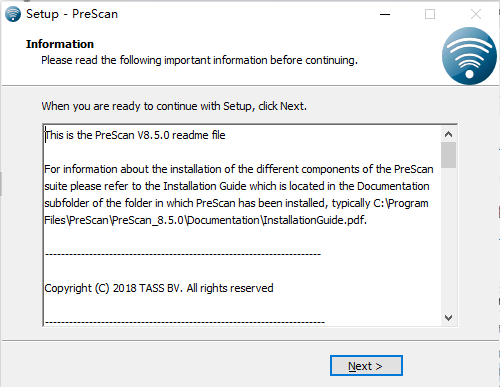 Setup - PreScan
Information
Please read the following important information before continuing.
When you are ready to continue with Setup, click Next.
This is the PreScan V8.5.0 readme file
For information about the installation of the different components of the PreScan
suite please refer to the Installation Guide which is located in the Documentation
subfolder of the folder in which PreScan has been installed, typically C:\Program
Files\PreScan\PreScan_8.5.0\Documentation\InstallationGuide.pdf.
---------------------------------------------------------------------
Copyright (C) 2018 TASS BV. All rights reserved
----------------------------------------------------------------------
Next >